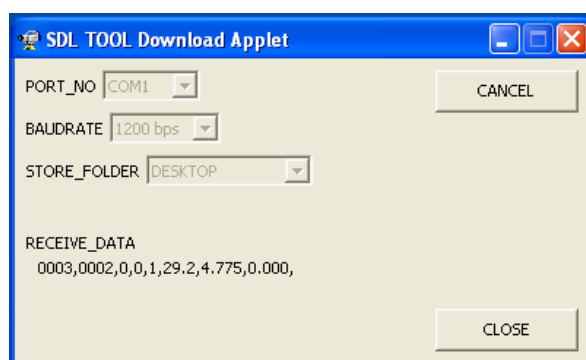 SDL TOOL Download Applet
PORT_NO COM1
CANCEL
BAUDRATE 1200 bps
STORE_FOLDER DESKTOP
RECEIVE_DATA
0003,0002,0,0,1,29.2,4.775,0.000,
CLOSE